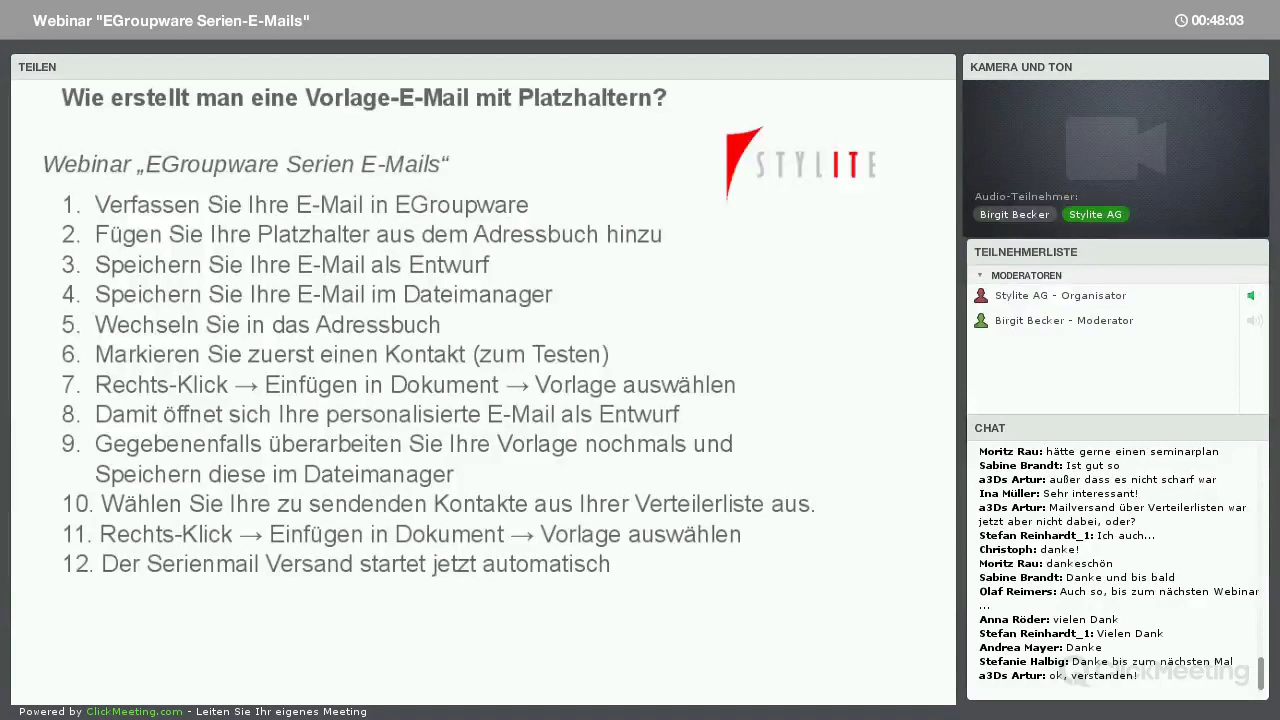 Webinar "EGroupware Serien-E-Mails"
00:48:03
TEILEN
Wie erstellt man eine Vorlage-E-Mail mit Platzhaltern?
STYLITE
Webinar „EGroupware Serien E-Mails“
1. Verfassen Sie Ihre E-Mail in EGroupware
2. Fügen Sie Ihre Platzhalter aus dem Adressbuch hinzu
3. Speichern Sie Ihre E-Mail als Entwurf
4. Speichern Sie Ihre E-Mail im Dateimanager
5. Wechseln Sie in das Adressbuch
6. Markieren Sie zuerst einen Kontakt (zum Testen)
7. Rechts-Klick → Einfügen in Dokument → Vorlage auswählen
8. Damit öffnet sich Ihre personalisierte E-Mail als Entwurf
9. Gegebenenfalls überarbeiten Sie Ihre Vorlage nochmals und
Speichern diese im Dateimanager
10. Wählen Sie Ihre zu sendenden Kontakte aus Ihrer Verteilerliste aus.
11. Rechts-Klick → Einfügen in Dokument → Vorlage auswählen
12. Der Serienmail Versand startet jetzt automatisch
KAMERA UND TON
Audio-Teilnehmer:
Birgit Becker Stylite AG
TEILNEHMERLISTE
MODERATOREN
Stylite AG - Organisator
Birgit Becker - Moderator
CHAT
Moritz Rau: hätte gerne einen seminarplan
Sabine Brandt: Ist gut so
a3Ds Artur: außer dass es nicht scharf war
Ina Müller: Sehr interessant!
a3Ds Artur: Mailversand über Verteilerlisten war
jetzt aber nicht dabei, oder?
Stefan Reinhardt_1: Ich auch...
Christoph: danke!
Moritz Rau: dankeschön
Sabine Brandt: Danke und bis bald
Olaf Reimers: Auch so, bis zum nächsten Webinar
...
Anna Röder: vielen Dank
Stefan Reinhardt_1: Vielen Dank
Andrea Mayer: Danke
Stefanie Halbig: Danke bis zum nächsten Mal
a3Ds Artur: ok, verstanden!
ClickMeeting
Powered by ClickMeeting.com - Leiten Sie Ihr eigenes Meeting